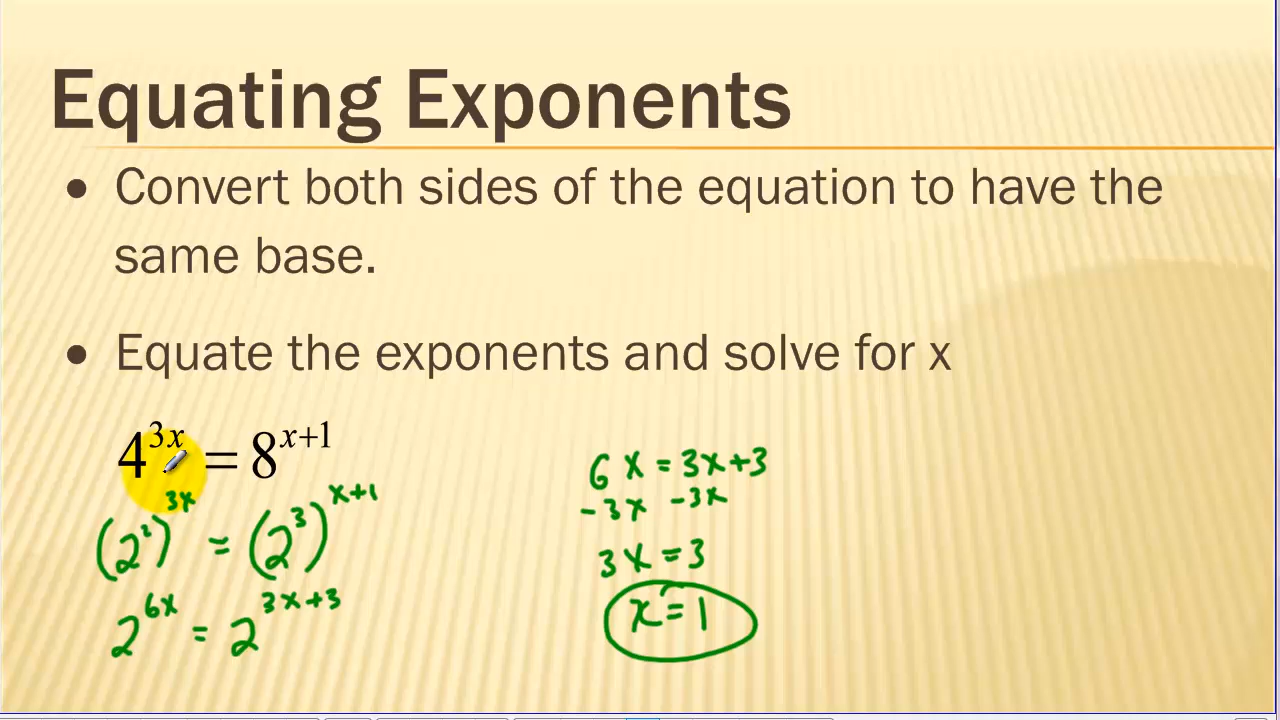 Equating Exponents
• Convert both sides of the equation to have the
same base.
• Equate the exponents and solve for x
4^{3x} = 8^{x+1}
(2^2)^{3x} = (2^3)^{x+1}
2^{6x} = 2^{3x+3}
6x = 3x+3
-3x -3x
3x = 3
x = 1